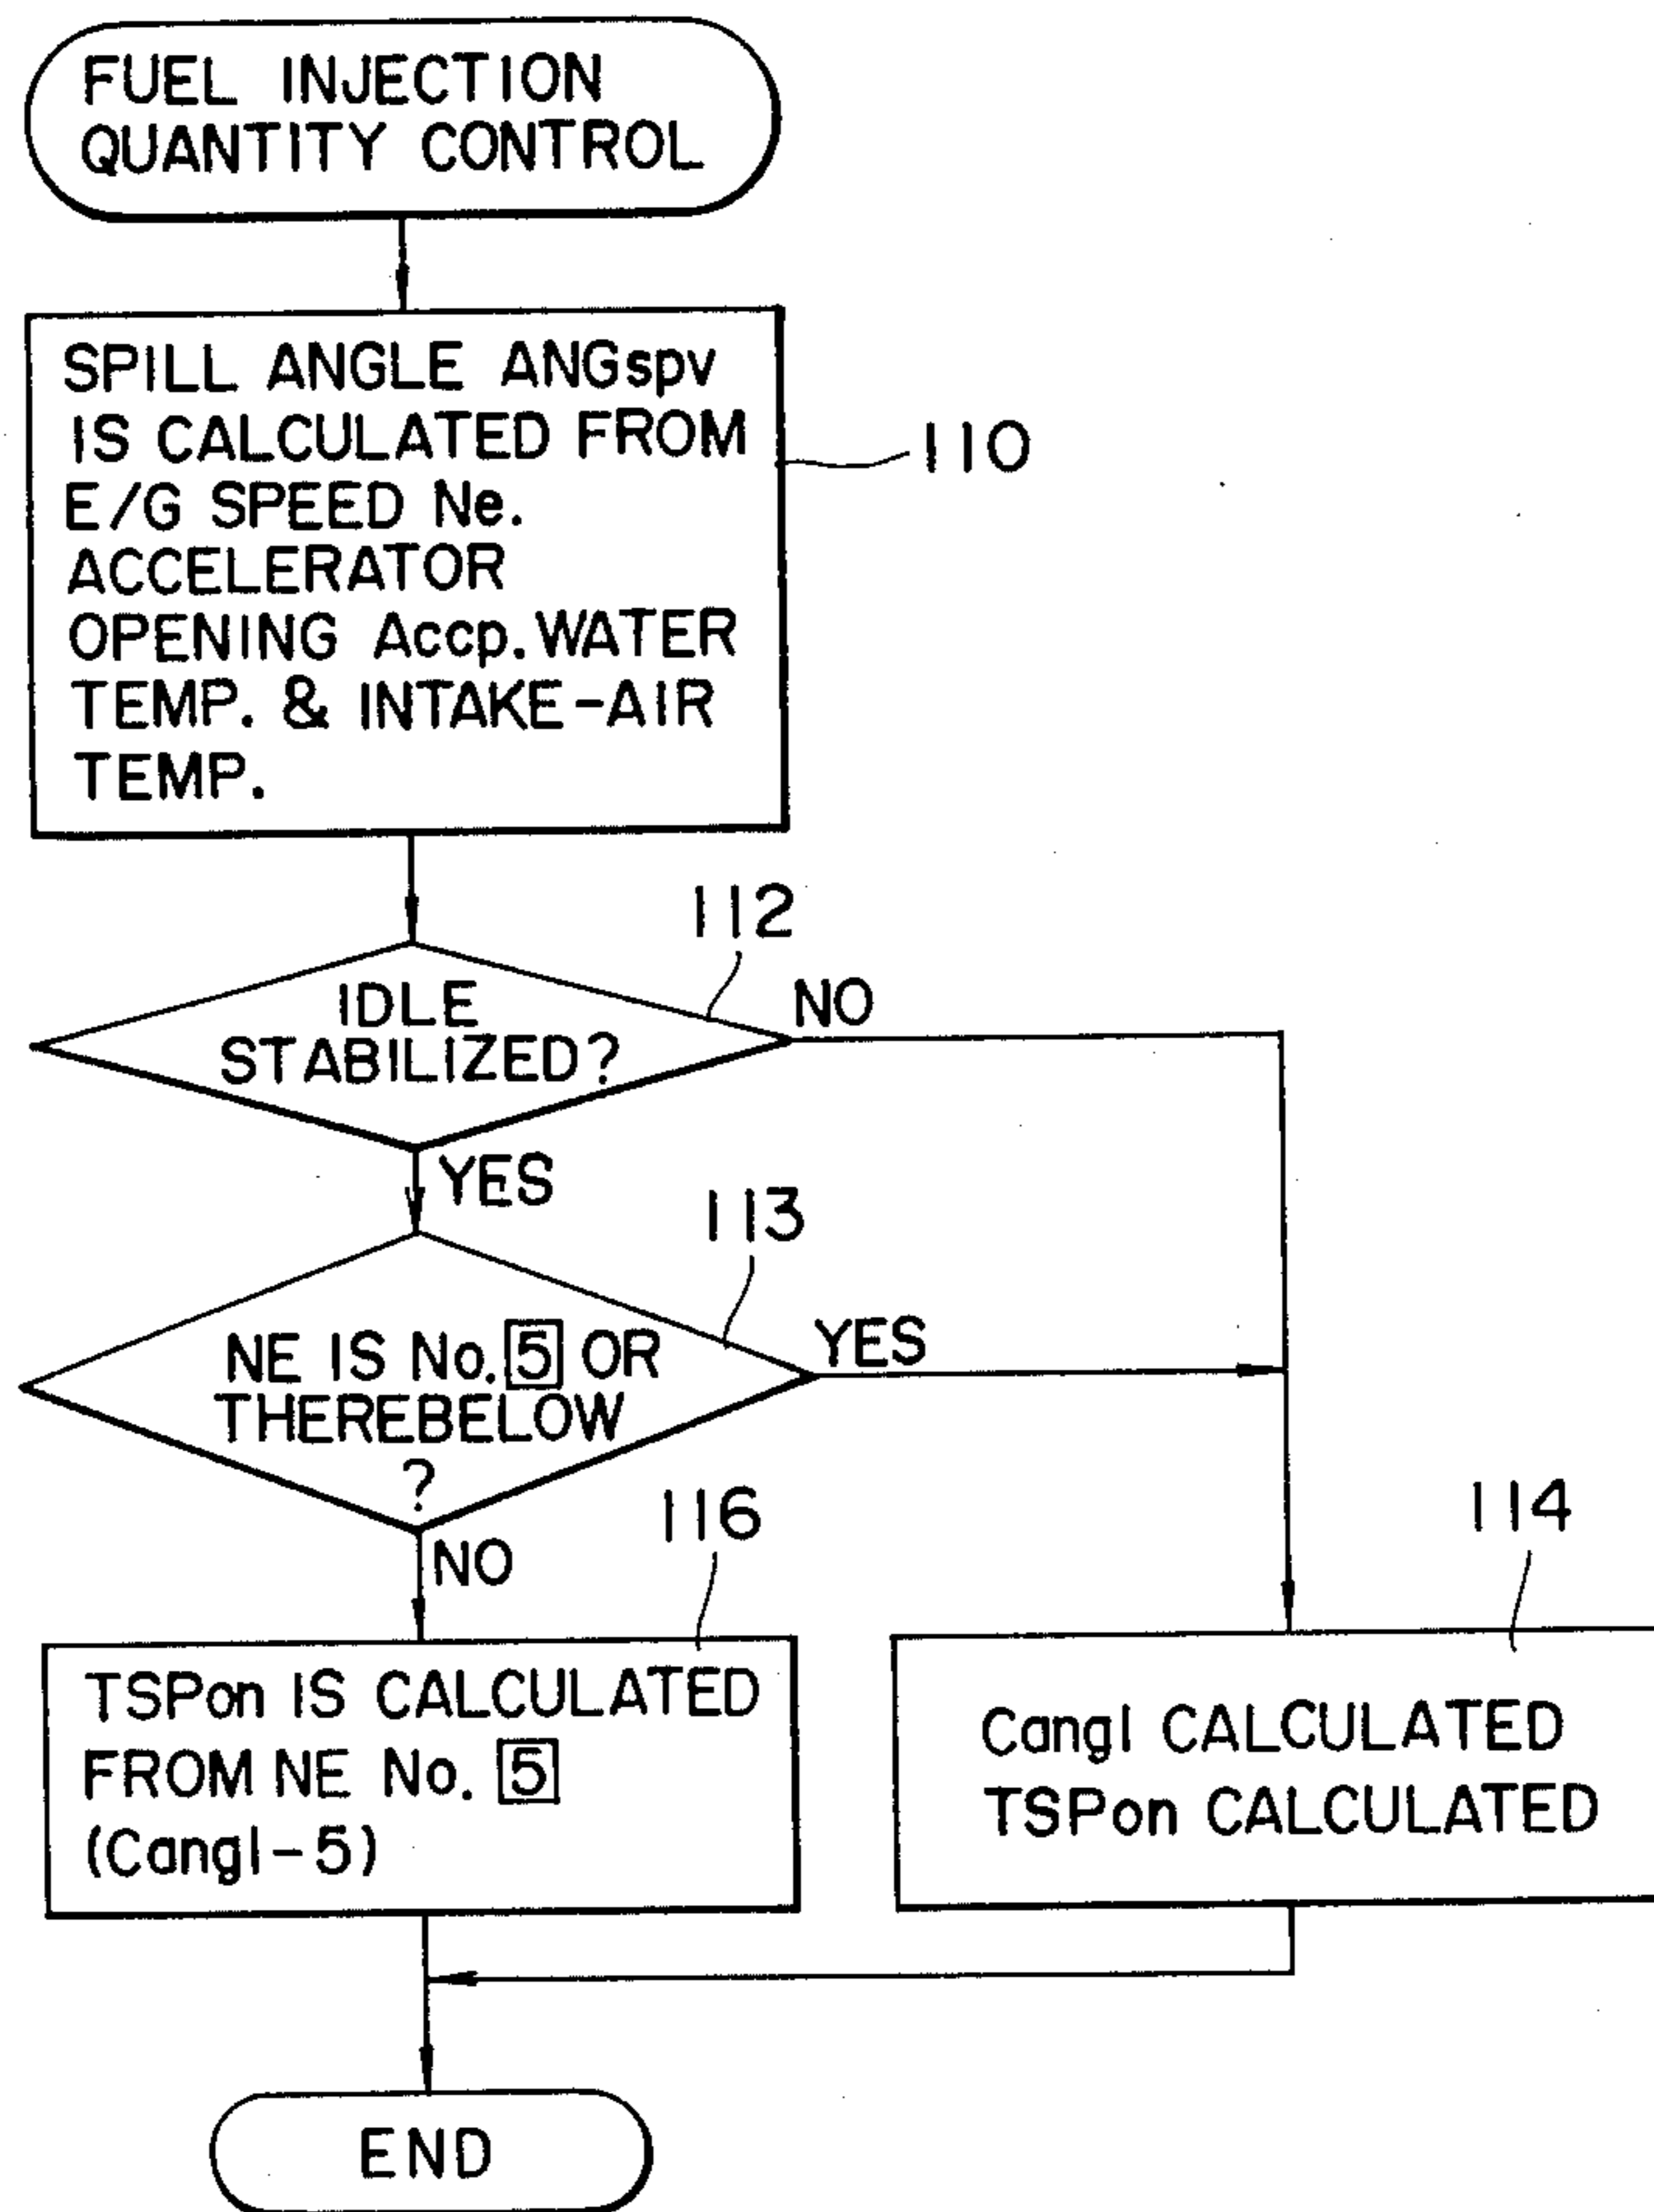 FUEL INJECTION
QUANTITY CONTROL
SPILL ANGLE ANGspv
IS CALCULATED FROM
E/G SPEED Ne.
ACCELERATOR
OPENING Accp. WATER
TEMP. & INTAKE-AIR
TEMP.
110
112
IDLE
STABILIZED?
NO
YES
113
NE IS No. 5 OR
THEREBELOW
?
YES
NO
116
TSPon IS CALCULATED
FROM NE No. 5
(Cangl-5)
114
Cangl CALCULATED
TSPon CALCULATED
END